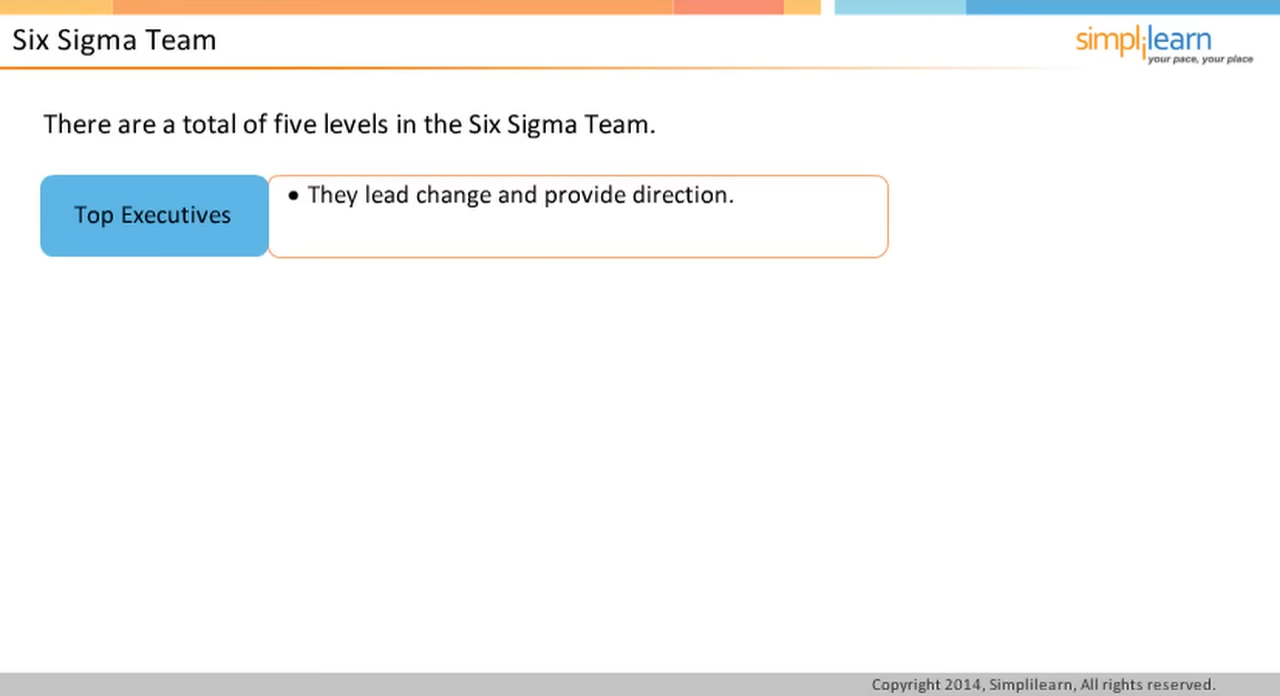 Six Sigma Team
simplilearn
your pace, your place
There are a total of five levels in the Six Sigma Team.
Top Executives
• They lead change and provide direction.
Copyright 2014, Simplilearn, All rights reserved.